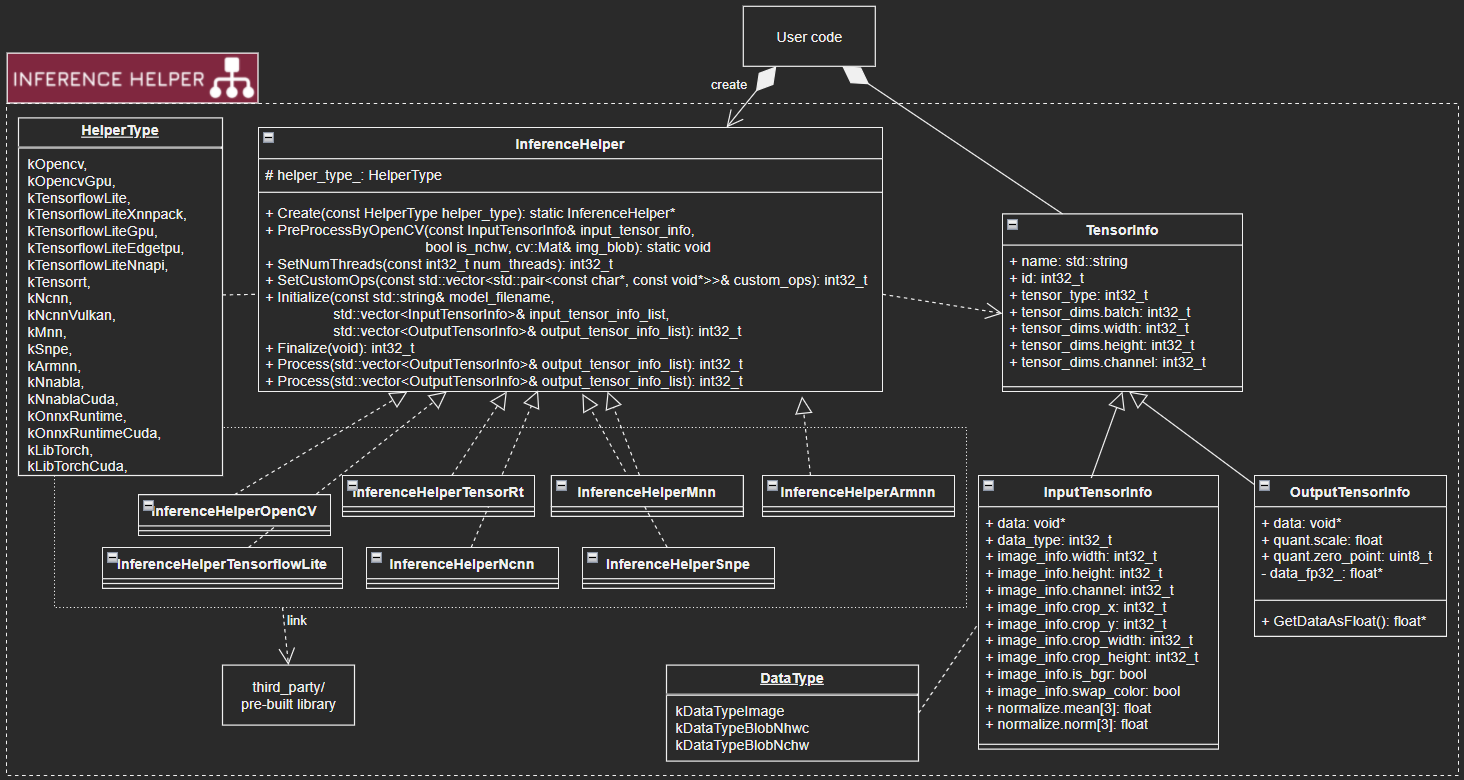 User code
create
INFERENCE HELPER
HelperType
kOpencv,
kOpencvGpu,
kTensorflowLite,
kTensorflowLiteXnnpack,
kTensorflowLiteGpu,
kTensorflowLiteEdgetpu,
kTensorflowLiteNnapi,
kTensorrt,
kNcnn,
kNcnnVulkan,
kMnn,
kSnpe,
kArmnn,
kNnabla,
kNnablaCuda,
kOnnxRuntime,
kOnnxRuntimeCuda,
kLibTorch,
kLibTorchCuda,
InferenceHelper
# helper_type_: HelperType
+ Create(const HelperType helper_type): static InferenceHelper*
+ PreProcessByOpenCV(const InputTensorInfo& input_tensor_info,
bool is_nchw, cv::Mat& img_blob): static void
+ SetNumThreads(const int32_t num_threads): int32_t
+ SetCustomOps(const std::vector<std::pair<const char*, const void*>>& custom_ops): int32_t
+ Initialize(const std::string& model_filename,
std::vector<InputTensorInfo>& input_tensor_info_list,
std::vector<OutputTensorInfo>& output_tensor_info_list): int32_t
+ Finalize(void): int32_t
+ Process(std::vector<OutputTensorInfo>& output_tensor_info_list): int32_t
+ Process(std::vector<OutputTensorInfo>& output_tensor_info_list): int32_t
TensorInfo
+ name: std::string
+ id: int32_t
+ tensor_type: int32_t
+ tensor_dims.batch: int32_t
+ tensor_dims.width: int32_t
+ tensor_dims.height: int32_t
+ tensor_dims.channel: int32_t
InferenceHelperOpenCV
InferenceHelperTensorRt
InferenceHelperMnn
InferenceHelperArmnn
InferenceHelperTensorflowLite
InferenceHelperNcnn
InferenceHelperSnpe
link
third_party/
pre-built library
DataType
kDataTypeImage
kDataTypeBlobNhwc
kDataTypeBlobNchw
InputTensorInfo
+ data: void*
+ data_type: int32_t
+ image_info.width: int32_t
+ image_info.height: int32_t
+ image_info.channel: int32_t
+ image_info.crop_x: int32_t
+ image_info.crop_y: int32_t
+ image_info.crop_width: int32_t
+ image_info.crop_height: int32_t
+ image_info.is_bgr: bool
+ image_info.swap_color: bool
+ normalize.mean[3]: float
+ normalize.norm[3]: float
OutputTensorInfo
+ data: void*
+ quant.scale: float
+ quant.zero_point: uint8_t
- data_fp32_: float*
+ GetDataAsFloat(): float*